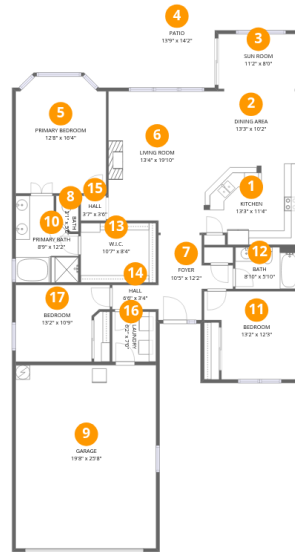 4
PATIO
13'9" x 14'2"
3
SUN ROOM
11'2" x 8'0"
2
DINING AREA
13'3" x 10'2"
5
PRIMARY BEDROOM
12'8" x 16'4"
6
LIVING ROOM
13'4" x 19'10"
1
KITCHEN
13'3" x 11'4"
15
HALL
3'7" x 3'6"
8
BATH
10
PRIMARY BATH
8'9" x 12'2"
13
W.I.C.
10'7" x 8'4"
7
FOYER
10'5" x 12'2"
12
BATH
8'10" x 5'10"
14
HALL
6'0" x 3'4"
17
BEDROOM
13'2" x 10'9"
16
LAUNDRY
11
BEDROOM
13'2" x 12'3"
9
GARAGE
19'8" x 25'8"